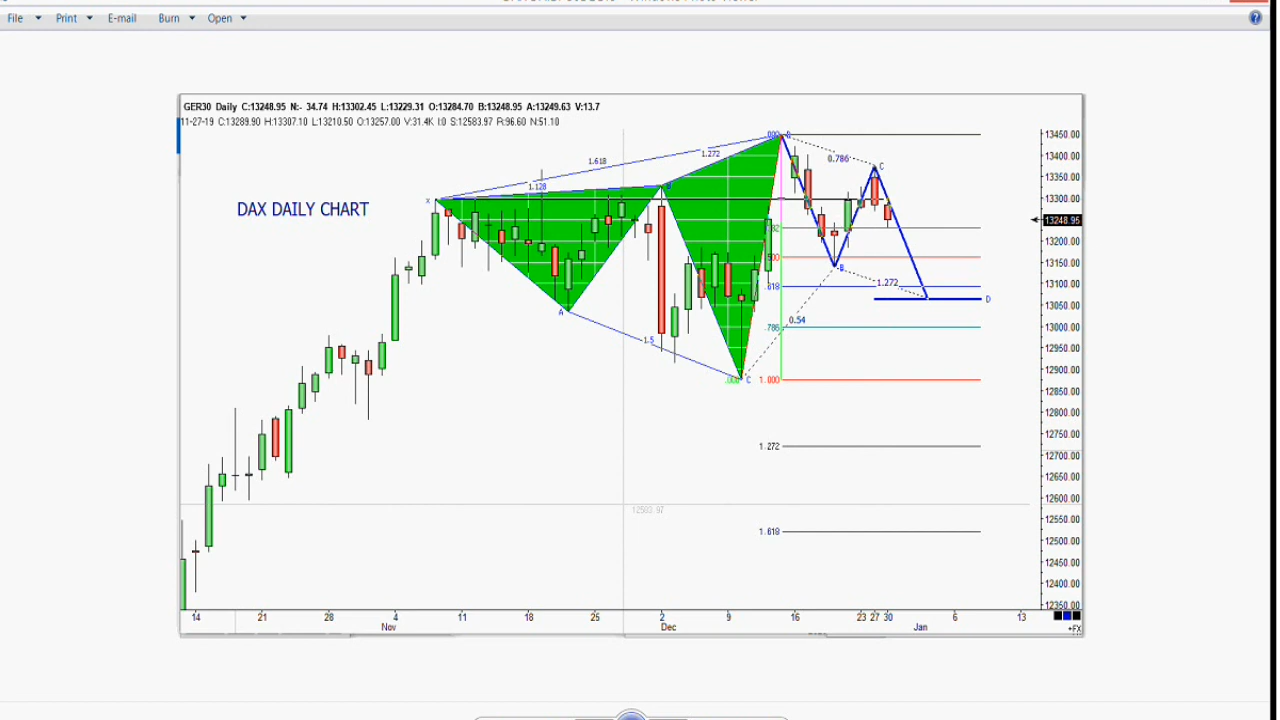 File Print E-mail Burn Open
GER30 Daily C:13248.95 N:- 34.74 H:13302.45 L:13229.31 O:13284.70 B:13248.95 A:13249.63 V:13.7
11-27-19 C:13289.90 H:13307.10 L:13210.50 O:13257.00 V:31.4K I:0 S:12583.97 R:96.60 N:51.10
DAX DAILY CHART
X
A
B
C
1.128
1.618
1.272
1.5
.000
0.786
C
B
1.272
D
0.54
.500
.618
.786
1.000
1.272
1.618
12583.97
13450.00
13400.00
13350.00
13300.00
13248.95
13200.00
13150.00
13100.00
13050.00
13000.00
12950.00
12900.00
12850.00
12800.00
12750.00
12700.00
12650.00
12600.00
12550.00
12500.00
12450.00
12400.00
12350.00
14 21 28 4 11 18 25 2 9 16 23 27 30 6 13
Nov Dec Jan
+FX